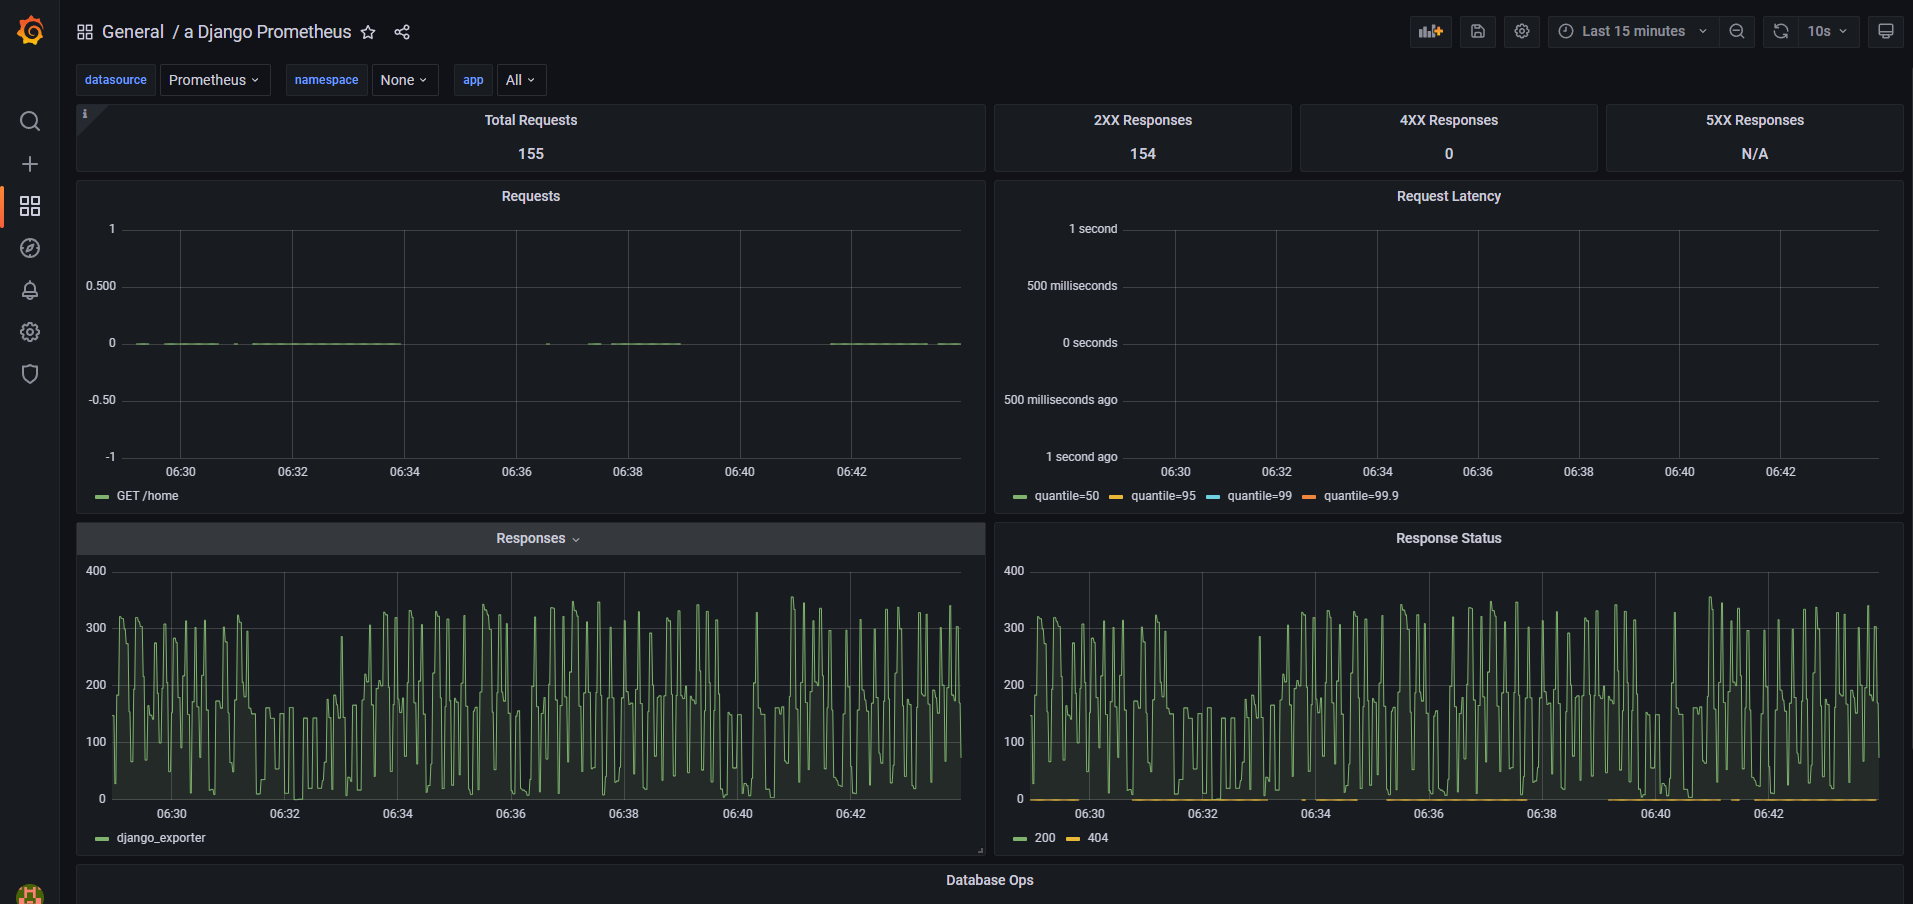 General / a Django Prometheus
Last 15 minutes
10s
datasource Prometheus namespace None app All
i
Total Requests
155
2XX Responses
154
4XX Responses
0
5XX Responses
N/A
Requests
1
0.500
0
-0.50
-1
06:30 06:32 06:34 06:36 06:38 06:40 06:42
GET /home
Request Latency
1 second
500 milliseconds
0 seconds
500 milliseconds ago
1 second ago
06:30 06:32 06:34 06:36 06:38 06:40 06:42
quantile=50 quantile=95 quantile=99 quantile=99.9
Responses
400
300
200
100
0
06:30 06:32 06:34 06:36 06:38 06:40 06:42
django_exporter
Response Status
400
300
200
100
0
06:30 06:32 06:34 06:36 06:38 06:40 06:42
200 404
Database Ops